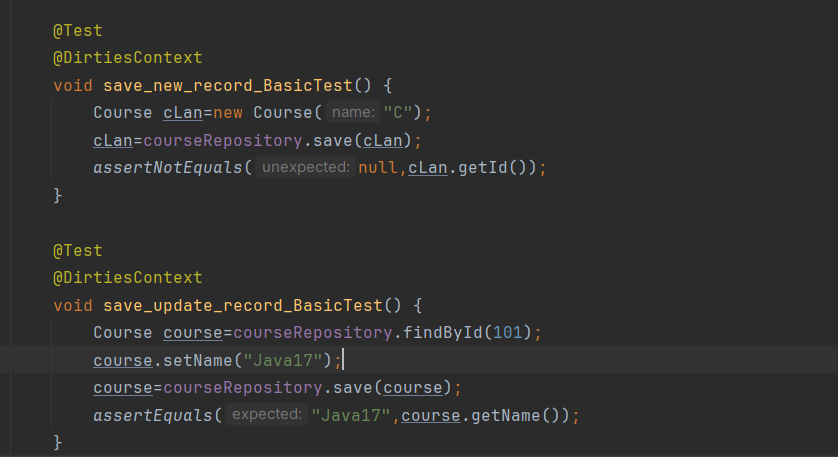 @Test
@DirtiesContext
void save_new_record_BasicTest() {
Course cLan=new Course( name: "C");
cLan=courseRepository.save(cLan);
assertNotEquals( unexpected: null,cLan.getId());
}
@Test
@DirtiesContext
void save_update_record_BasicTest() {
Course course=courseRepository.findById(101);
course.setName("Java17");
course=courseRepository.save(course);
assertEquals( expected: "Java17",course.getName());
}